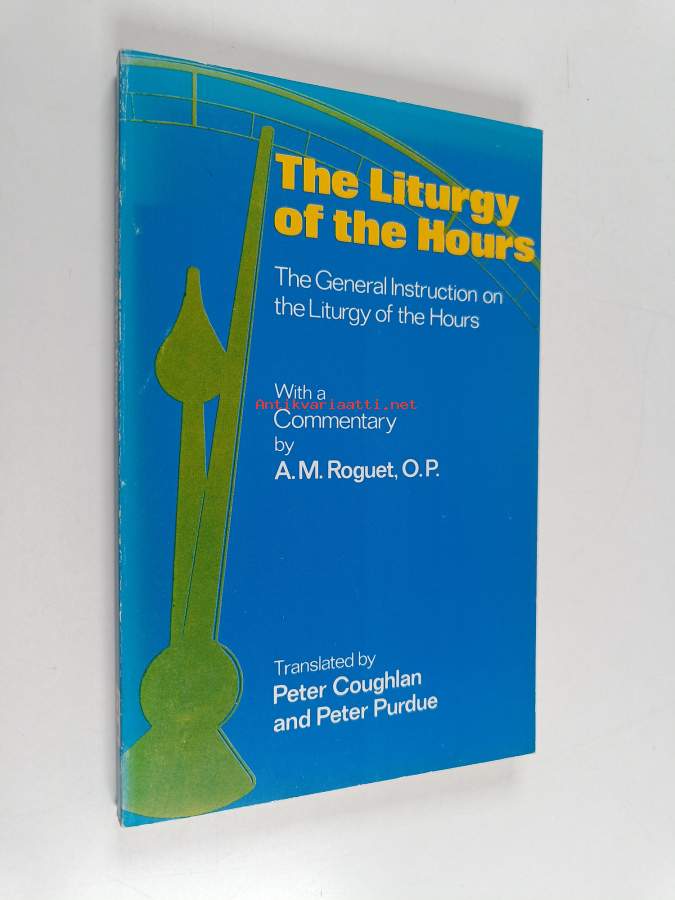 The Liturgy
of the Hours
The General Instruction on
the Liturgy of the Hours
With a
Antikvariaatti.net
Commentary
by
A.M. Roguet, O.P.
Translated by
Peter Coughlan
and Peter Purdue